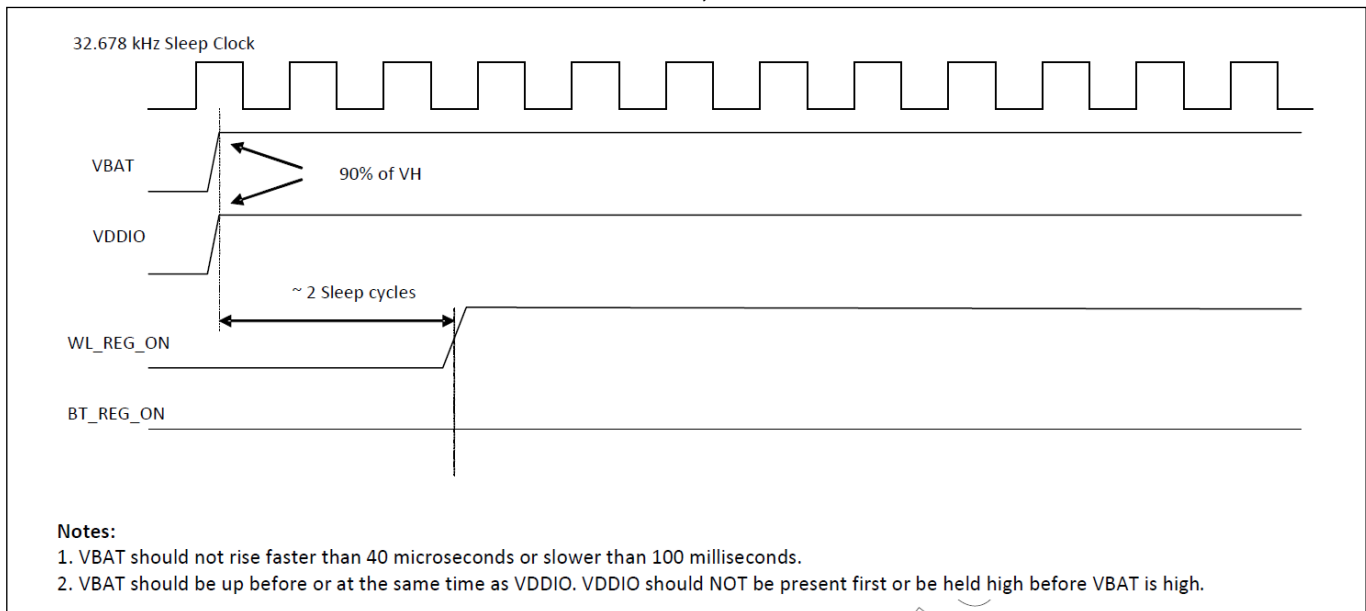 32.678 kHz Sleep Clock
VBAT
90% of VH
VDDIO
~ 2 Sleep cycles
WL_REG_ON
BT_REG_ON
Notes:
1. VBAT should not rise faster than 40 microseconds or slower than 100 milliseconds.
2. VBAT should be up before or at the same time as VDDIO. VDDIO should NOT be present first or be held high before VBAT is high.